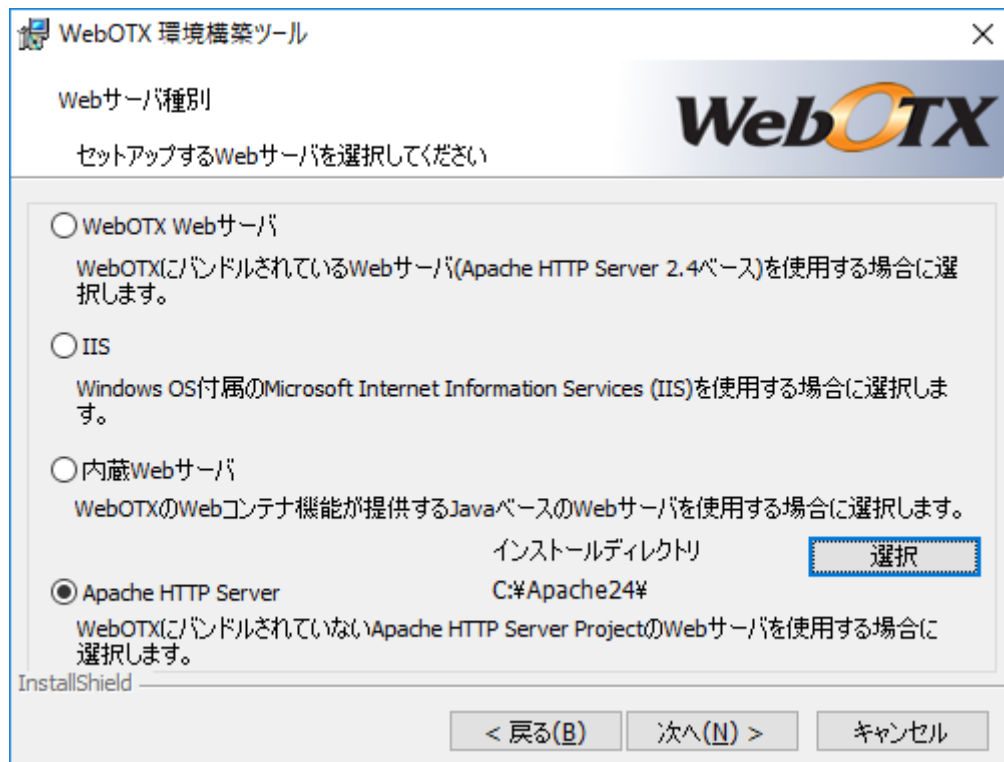 WebOTX 環境構築ツール
Webサーバ種別
WebOTX
セットアップするWebサーバを選択してください
WebOTX Webサーバ
WebOTXにバンドルされているWebサーバ(Apache HTTP Server 2.4ベース)を使用する場合に選
択します。
IIS
Windows OS付属のMicrosoft Internet Information Services (IIS)を使用する場合に選択しま
す。
内蔵Webサーバ
WebOTXのWebコンテナ機能が提供するJavaベースのWebサーバを使用する場合に選択します。
インストールディレクトリ
選択
Apache HTTP Server
C:¥Apache24¥
WebOTXにバンドルされていないApache HTTP Server ProjectのWebサーバを使用する場合に
選択します。
InstallShield
< 戻る(B)
次へ(N) >
キャンセル